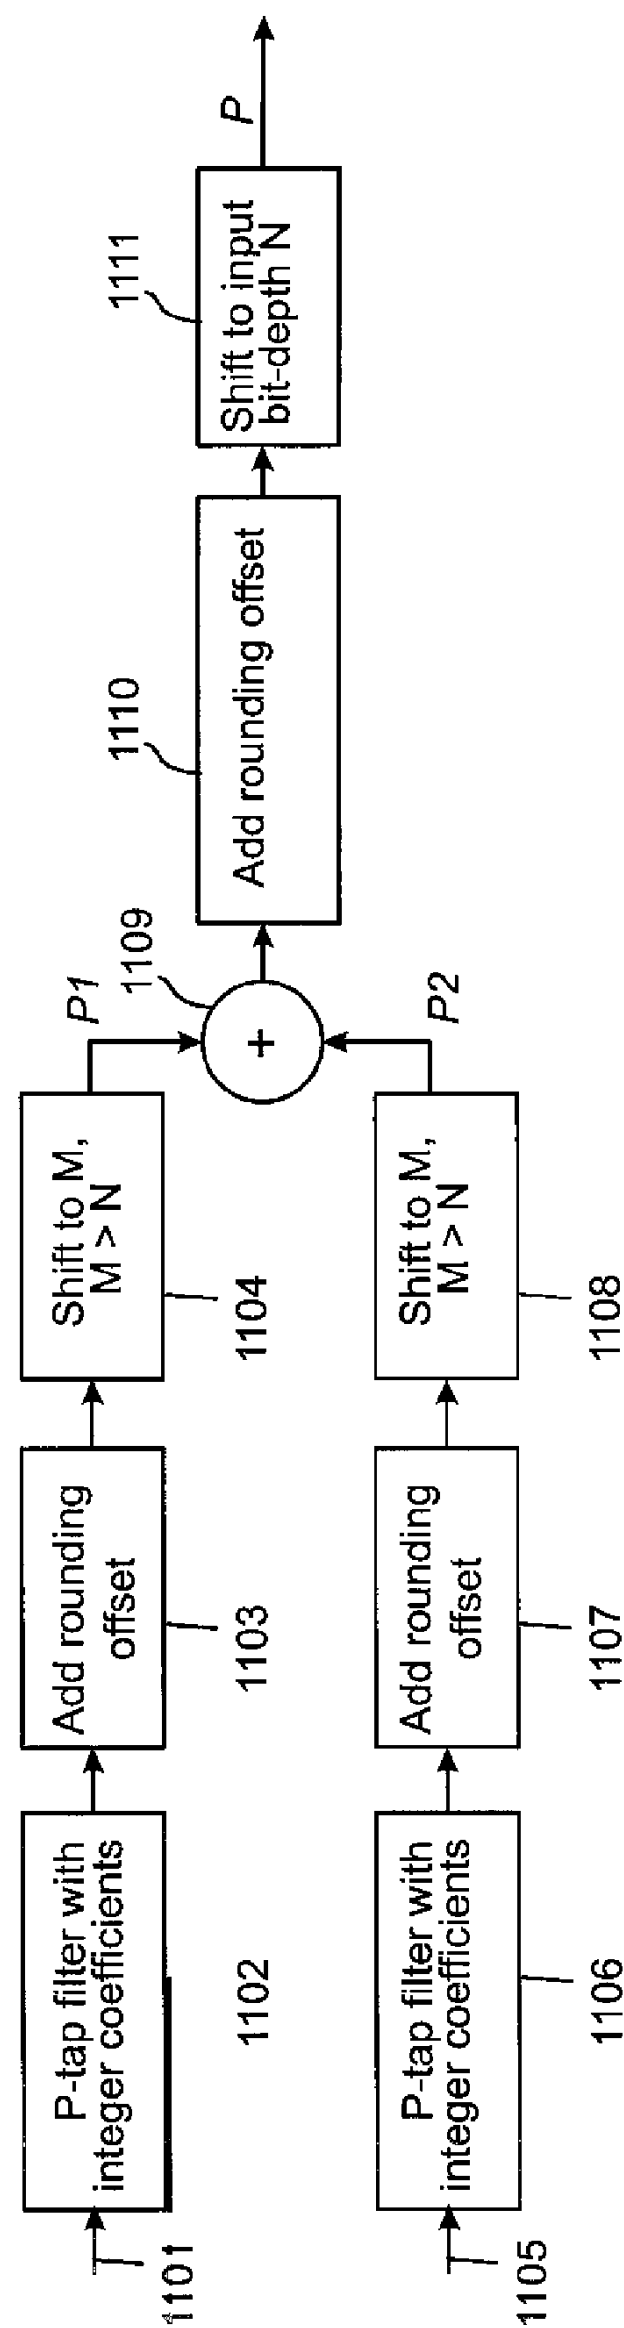 1101
P-tap filter with
integer coefficients
1102
Add rounding
offset
1103
Shift to M,
M > N
1104
P1
1105
P-tap filter with
integer coefficients
1106
Add rounding
offset
1107
Shift to M,
M > N
1108
P2
1109
+
Add rounding offset
1110
Shift to input
bit-depth N
1111
P